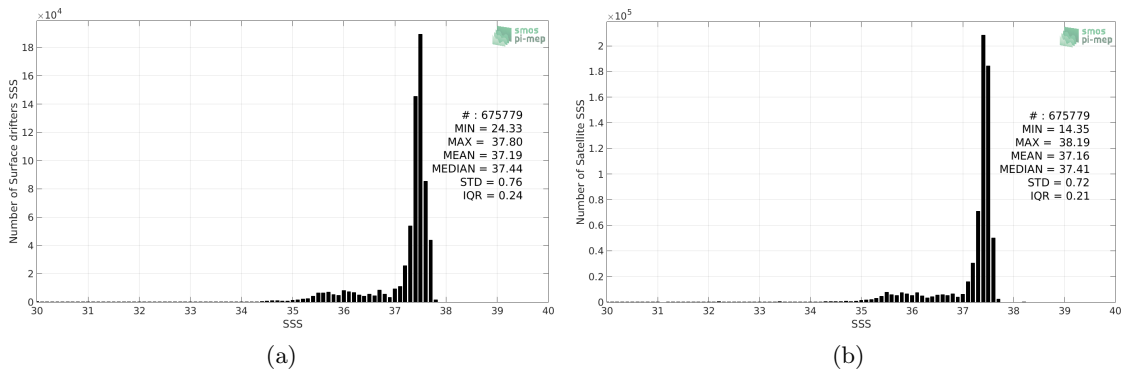 ×10⁴
18
16
14
12
10
8
6
4
2
0
Number of Surface drifters SSS
smos
pi-mep
# : 675779
MIN = 24.33
MAX = 37.80
MEAN = 37.19
MEDIAN = 37.44
STD = 0.76
IQR = 0.24
30 31 32 33 34 35 36 37 38 39 40
SSS
(a)
×10⁵
2
1.8
1.6
1.4
1.2
1
0.8
0.6
0.4
0.2
0
Number of Satellite SSS
smos
pi-mep
# : 675779
MIN = 14.35
MAX = 38.19
MEAN = 37.16
MEDIAN = 37.41
STD = 0.72
IQR = 0.21
30 31 32 33 34 35 36 37 38 39 40
SSS
(b)